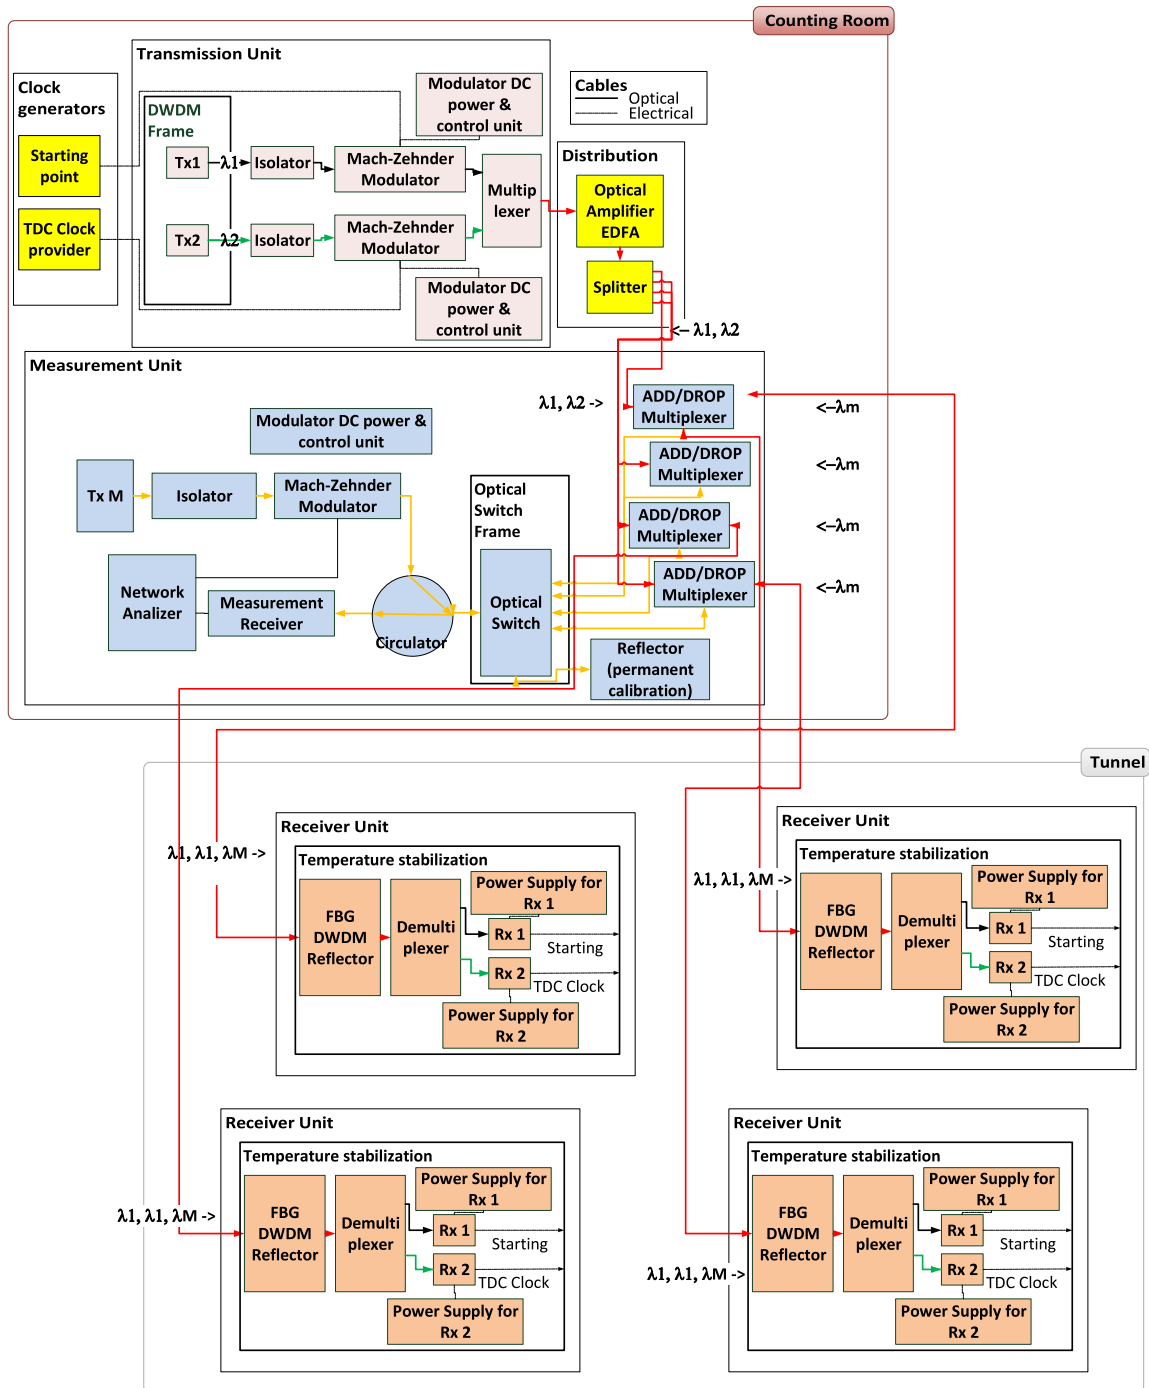 Counting Room
Transmission Unit
Clock
generators
Starting
point
TDC Clock
provider
DWDM
Frame
Tx1
λ1
Isolator
Mach-Zehnder
Modulator
Modulator DC
power &
control unit
Tx2
λ2
Isolator
Mach-Zehnder
Modulator
Modulator DC
power &
control unit
Multip
lexer
Cables
Optical
Electrical
Distribution
Optical
Amplifier
EDFA
Splitter
<– λ1, λ2
Measurement Unit
λ1, λ2 ->
Modulator DC power &
control unit
Tx M
Isolator
Mach-Zehnder
Modulator
Network
Analizer
Measurement
Receiver
Circulator
Optical
Switch
Frame
Optical
Switch
ADD/DROP
Multiplexer
<–λm
ADD/DROP
Multiplexer
<–λm
ADD/DROP
Multiplexer
<–λm
ADD/DROP
Multiplexer
<–λm
Reflector
(permanent
calibration)
Tunnel
Receiver Unit
λ1, λ1, λM ->
Temperature stabilization
FBG
DWDM
Reflector
Demulti
plexer
Power Supply for
Rx 1
Rx 1
Starting
Rx 2
TDC Clock
Power Supply for
Rx 2
Receiver Unit
λ1, λ1, λM ->
Temperature stabilization
FBG
DWDM
Reflector
Demulti
plexer
Power Supply for
Rx 1
Rx 1
Starting
Rx 2
TDC Clock
Power Supply for
Rx 2
Receiver Unit
λ1, λ1, λM ->
Temperature stabilization
FBG
DWDM
Reflector
Demulti
plexer
Power Supply for
Rx 1
Rx 1
Starting
Rx 2
TDC Clock
Power Supply for
Rx 2
Receiver Unit
λ1, λ1, λM ->
Temperature stabilization
FBG
DWDM
Reflector
Demulti
plexer
Power Supply for
Rx 1
Rx 1
Starting
Rx 2
TDC Clock
Power Supply for
Rx 2